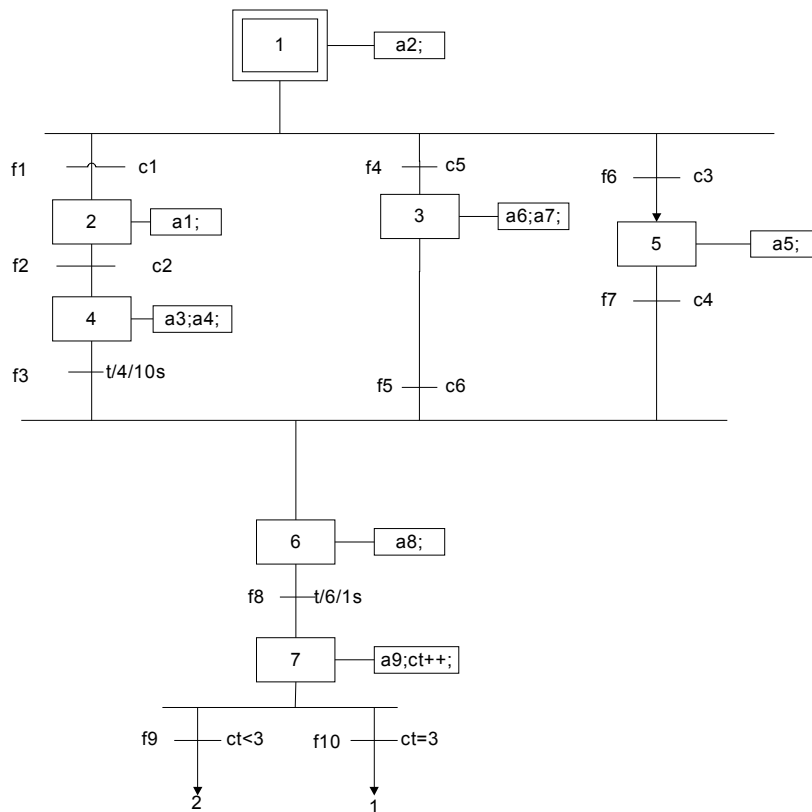 1
a2;
f1
c1
f4
c5
f6
c3
2
a1;
3
a6;a7;
5
a5;
f2
c2
f7
c4
4
a3;a4;
f3
t/4/10s
f5
c6
6
a8;
f8
t/6/1s
7
a9;ct++;
f9
ct<3
f10
ct=3
2
1